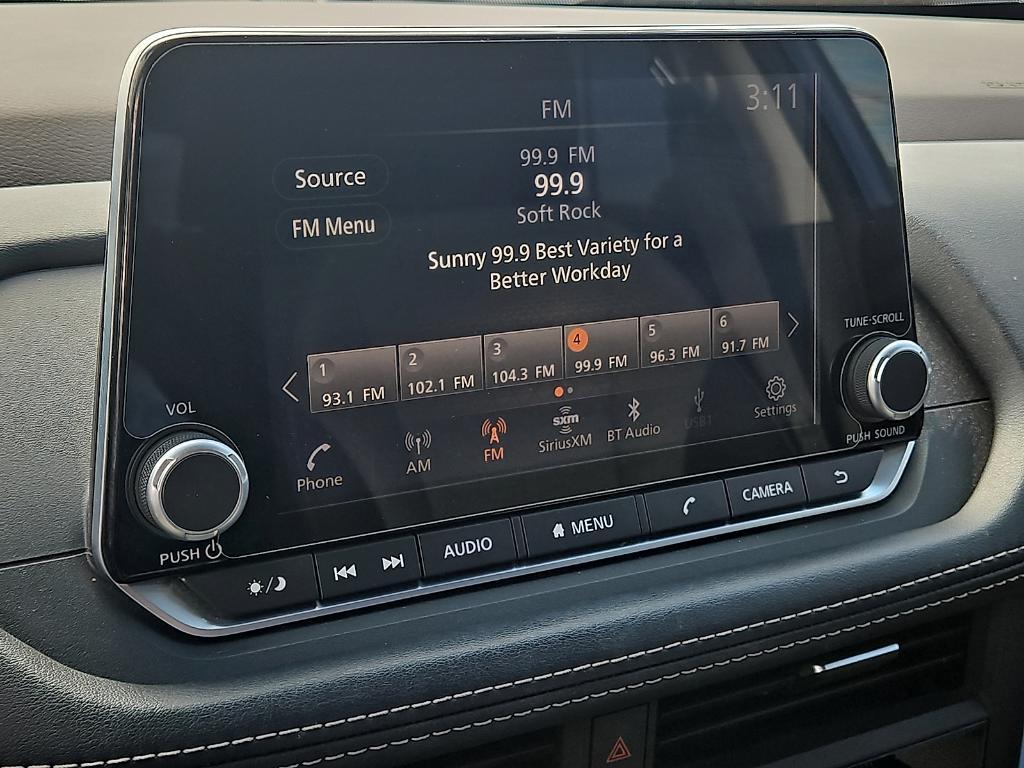 FM
3:11
99.9 FM
99.9
Soft Rock
Source
FM Menu
Sunny 99.9 Best Variety for a
Better Workday
1
93.1 FM
2
102.1 FM
3
104.3 FM
4
99.9 FM
5
96.3 FM
6
91.7 FM
Phone
AM
FM
sxm
SiriusXM
BT Audio
USB1
Settings
VOL
PUSH
TUNE·SCROLL
PUSH SOUND
AUDIO
MENU
CAMERA